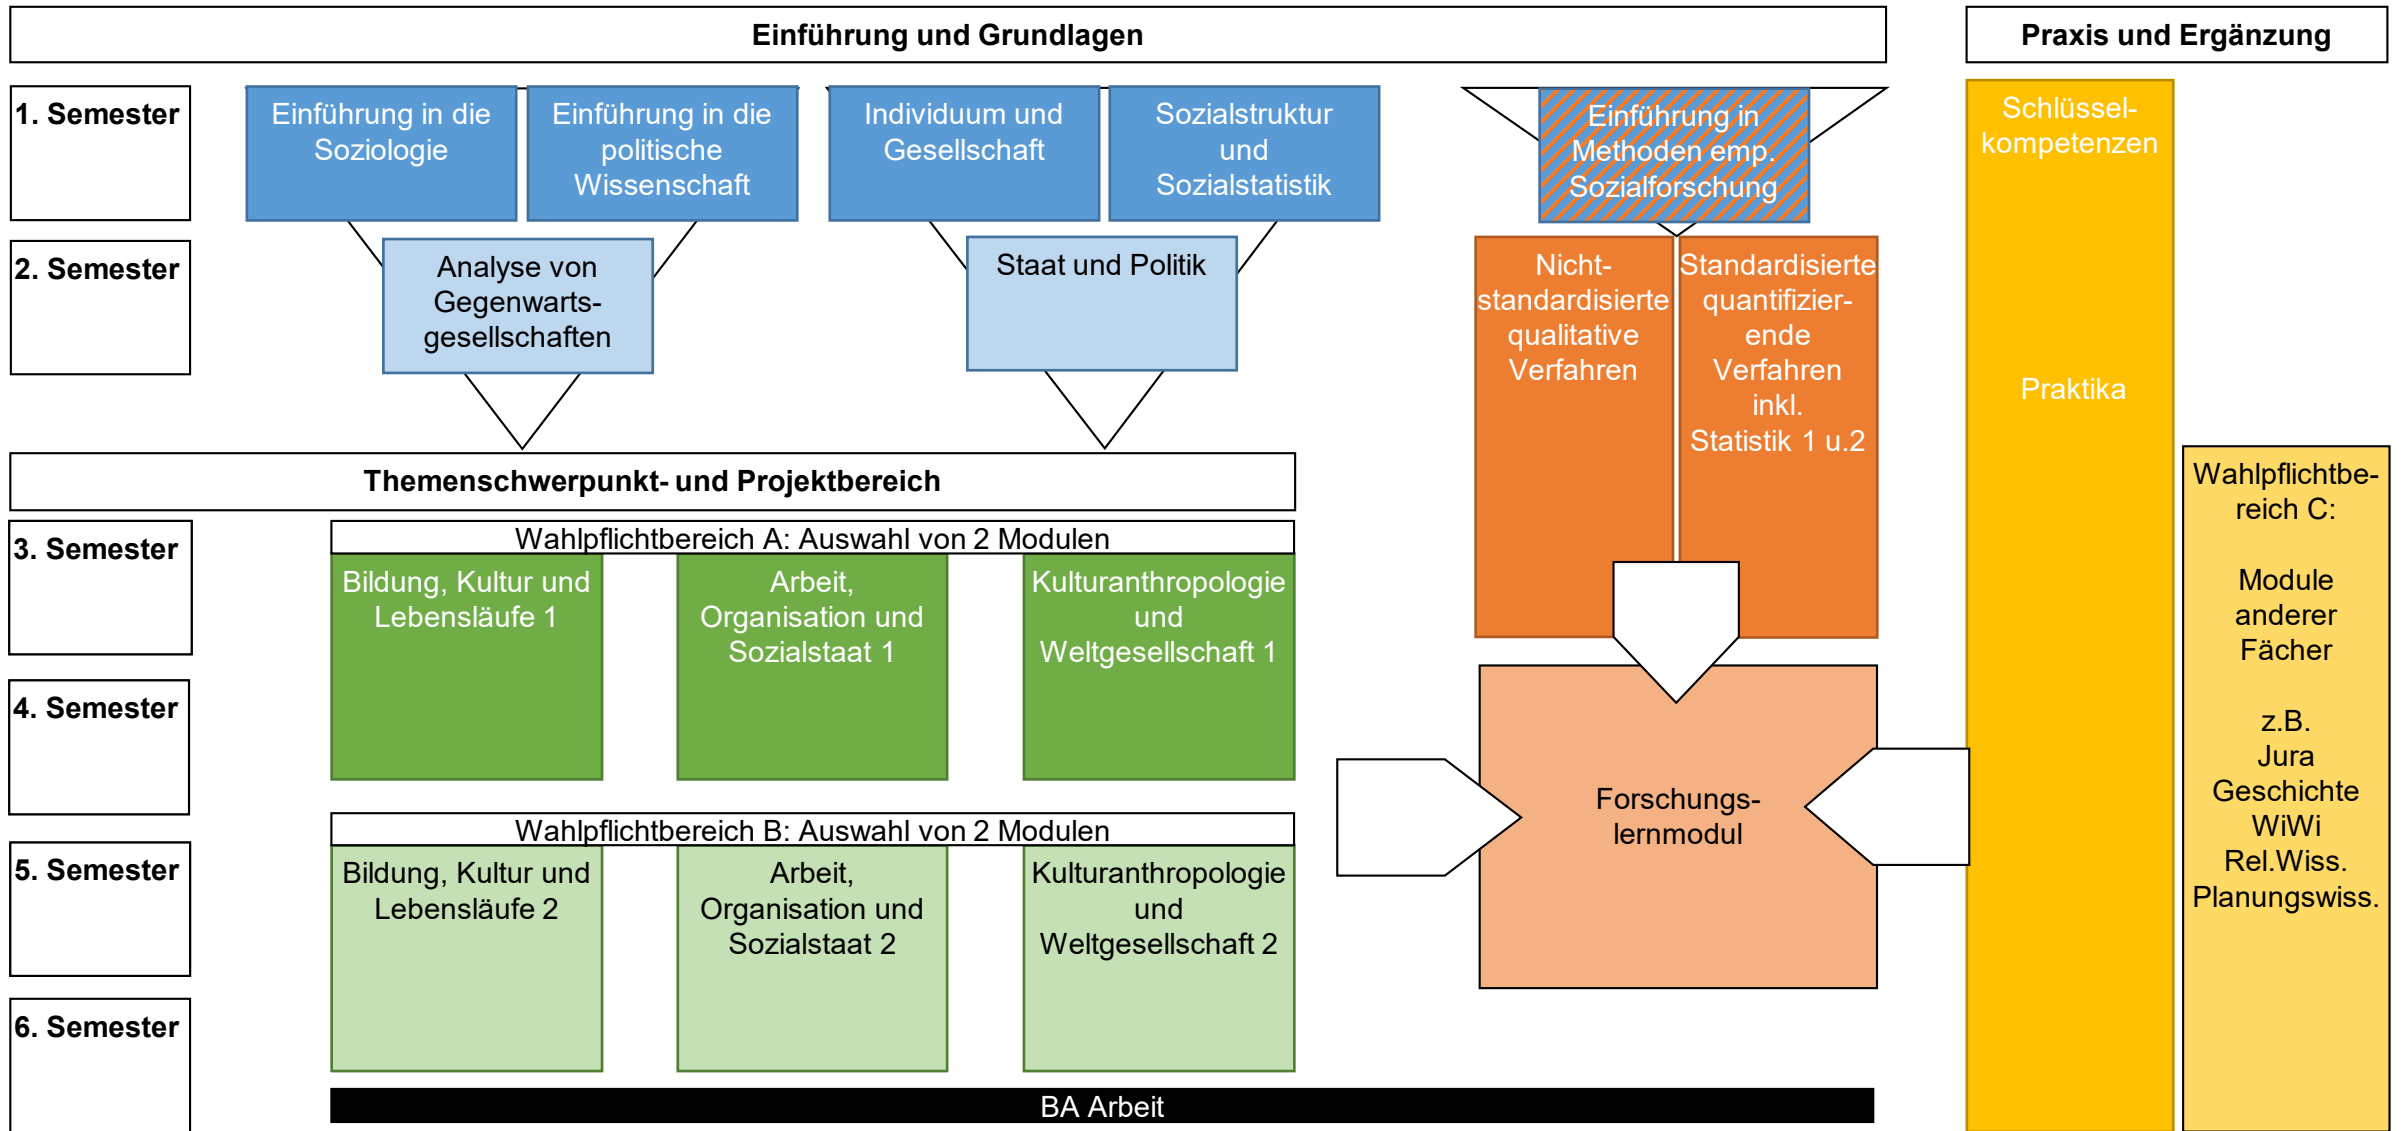 Einführung und Grundlagen
Praxis und Ergänzung
1. Semester
Einführung in die
Soziologie
Einführung in die
politische
Wissenschaft
Individuum und
Gesellschaft
Sozialstruktur
und
Sozialstatistik
Einführung in
Methoden emp.
Sozialforschung
Schlüssel-
kompetenzen
2. Semester
Analyse von
Gegenwarts-
gesellschaften
Staat und Politik
Nicht-
standardisierte
qualitative
Verfahren
Standardisierte
quantifizier-
ende
Verfahren
inkl.
Statistik 1 u.2
Praktika
Themenschwerpunkt- und Projektbereich
Wahlpflichtbe-
reich C:
Module
anderer
Fächer
z.B.
Jura
Geschichte
WiWi
Rel.Wiss.
Planungswiss.
3. Semester
Wahlpflichtbereich A: Auswahl von 2 Modulen
Bildung, Kultur und
Lebensläufe 1
Arbeit,
Organisation und
Sozialstaat 1
Kulturanthropologie
und
Weltgesellschaft 1
4. Semester
Forschungs-
lernmodul
Wahlpflichtbereich B: Auswahl von 2 Modulen
5. Semester
Bildung, Kultur und
Lebensläufe 2
Arbeit,
Organisation und
Sozialstaat 2
Kulturanthropologie
und
Weltgesellschaft 2
6. Semester
BA Arbeit